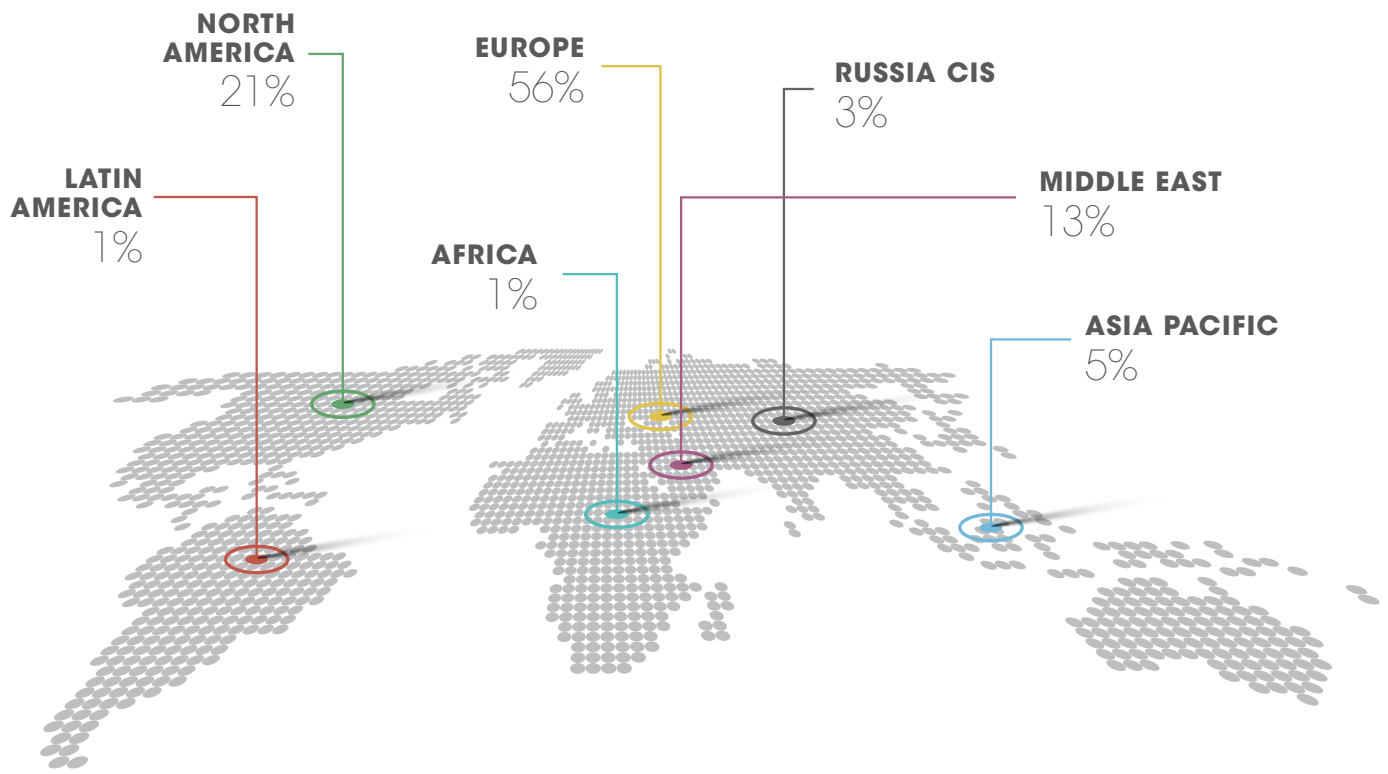 NORTH
AMERICA
21%
EUROPE
56%
RUSSIA CIS
3%
LATIN
AMERICA
1%
MIDDLE EAST
13%
AFRICA
1%
ASIA PACIFIC
5%